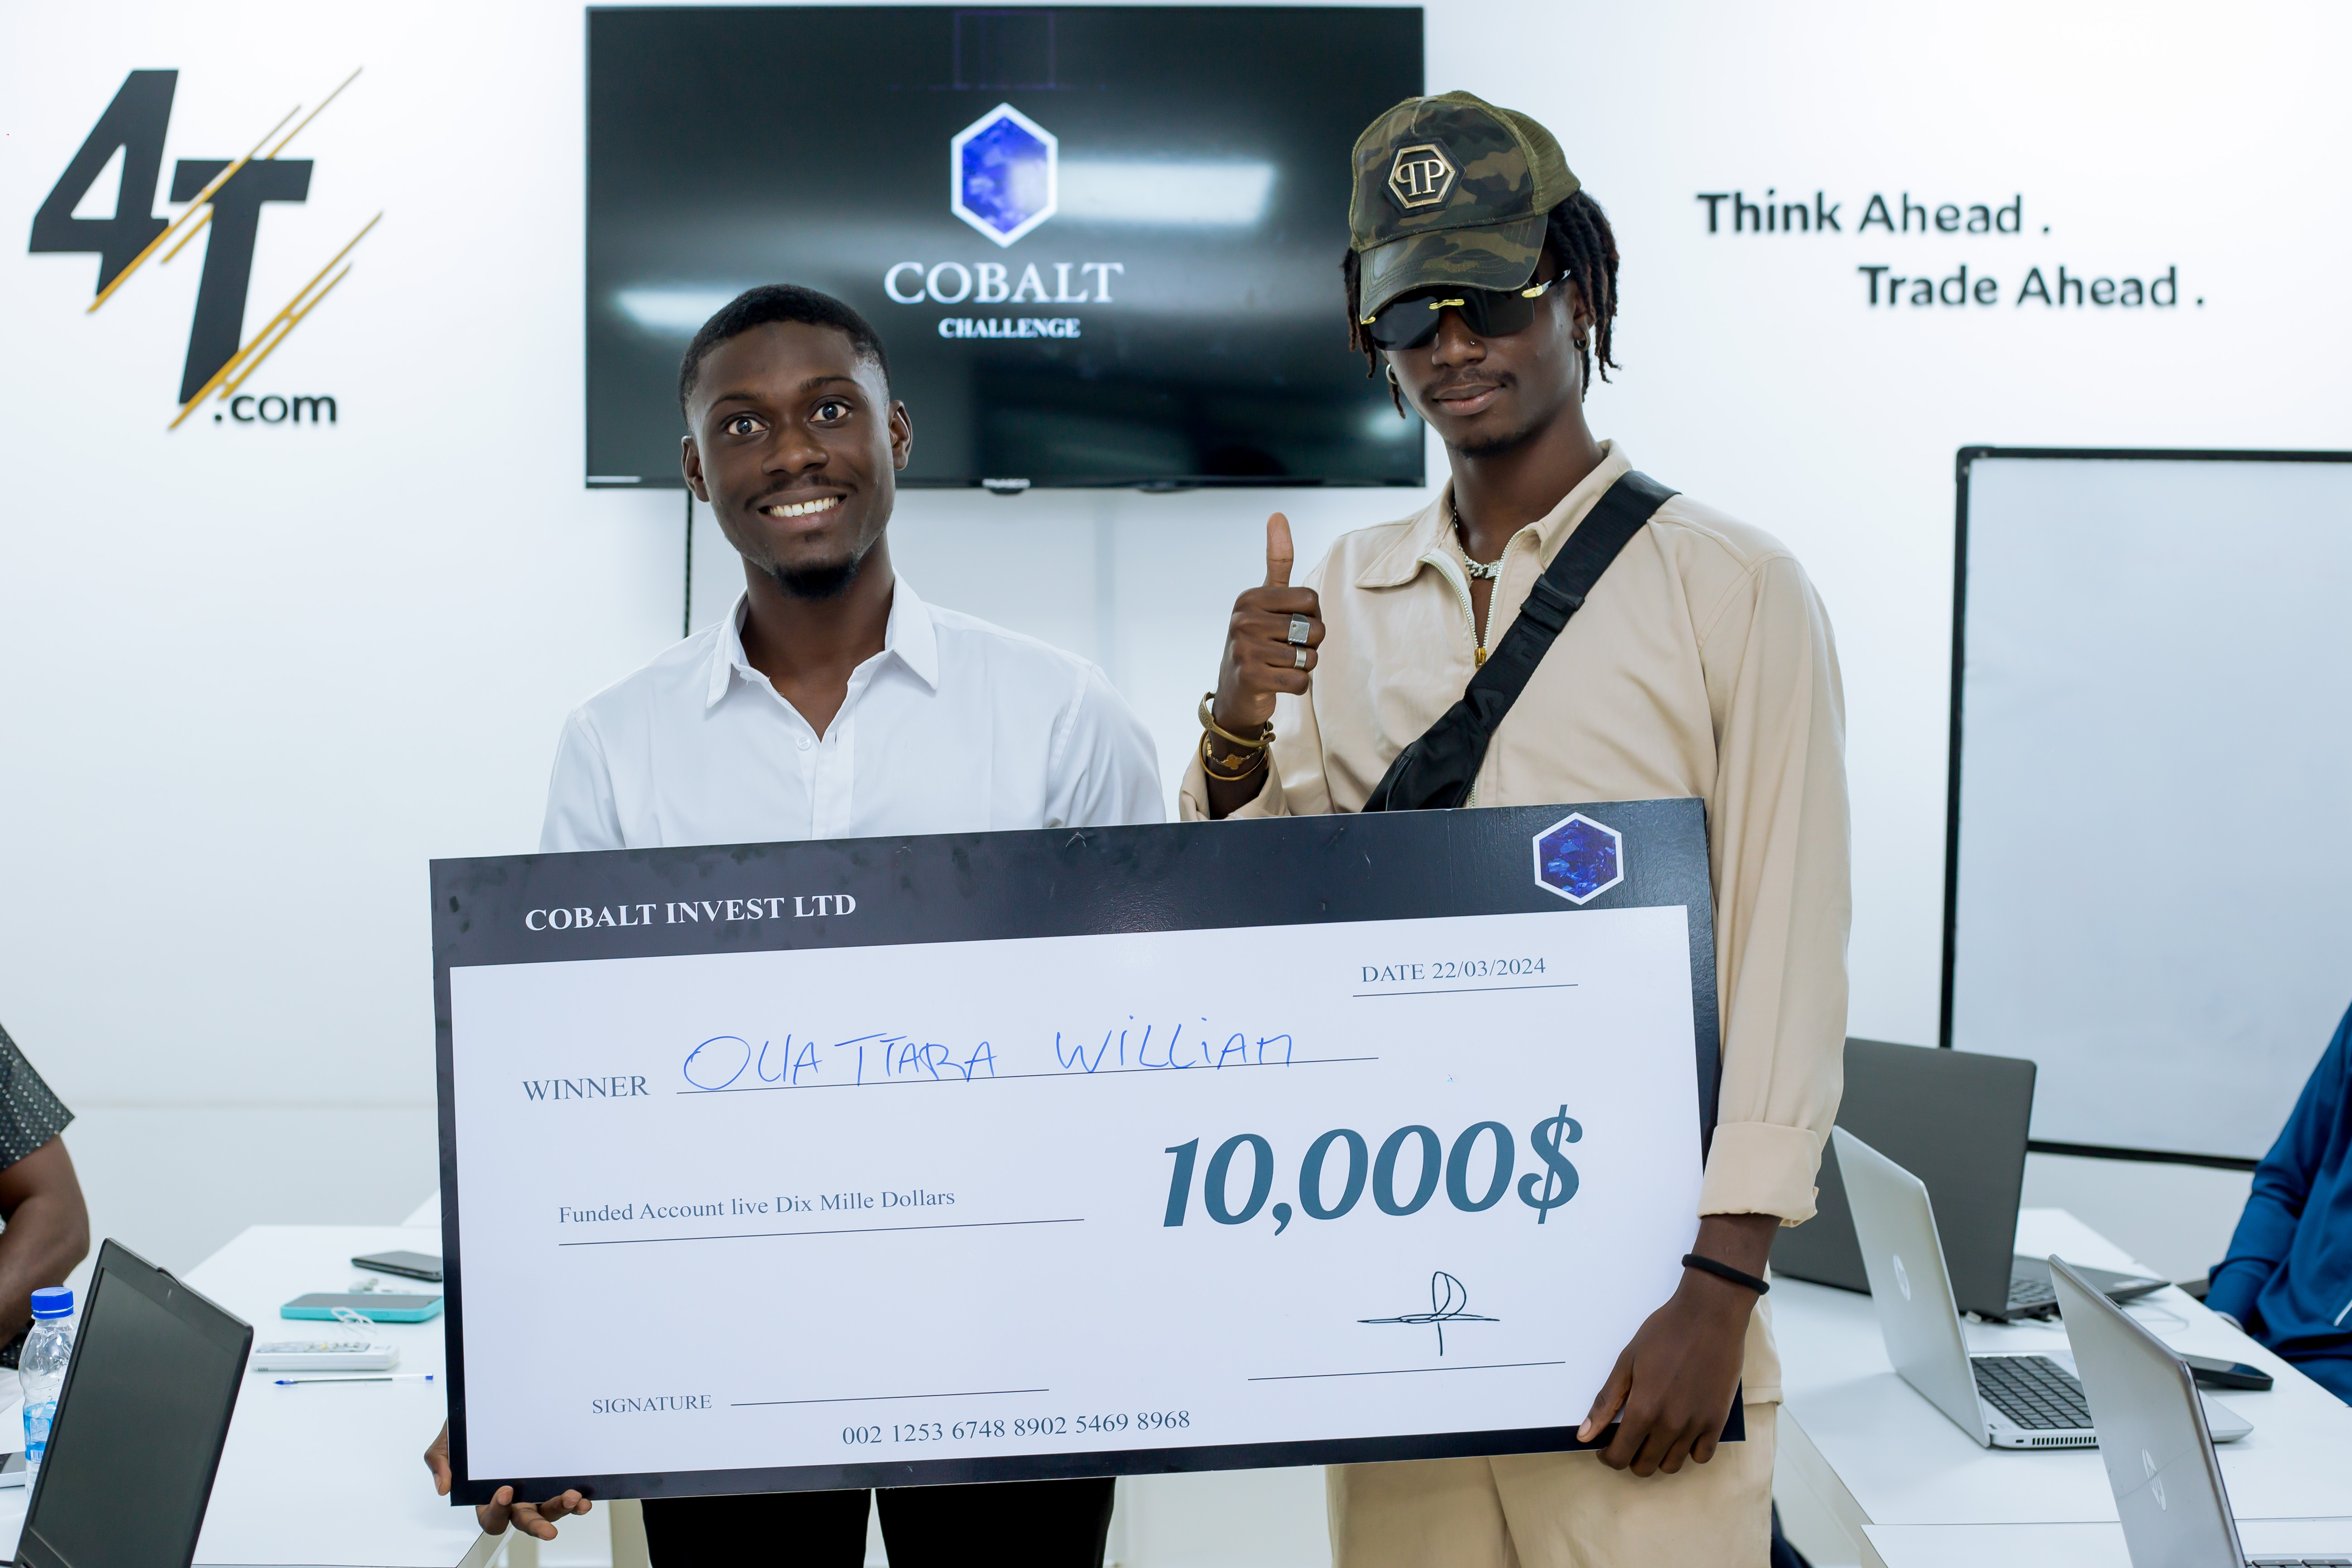 4T
.com
COBALT
CHALLENGE
Think Ahead .
Trade Ahead .
COBALT INVEST LTD
DATE 22/03/2024
WINNER OUATTARA WILLIAM
10,000$
Funded Account live Dix Mille Dollars
SIGNATURE
002 1253 6748 8902 5469 8968